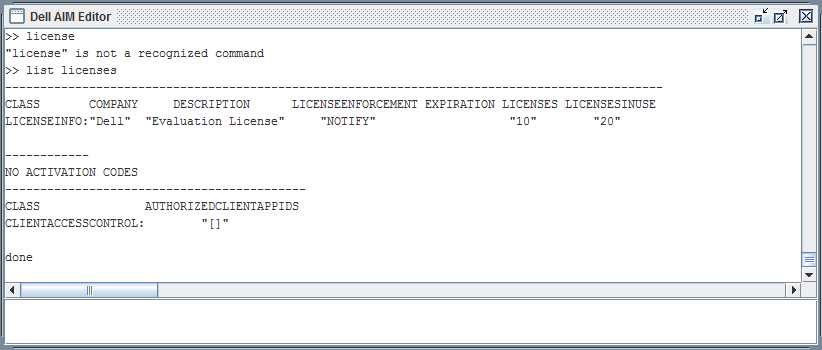 Dell AIM Editor
>> license
"license" is not a recognized command
>> list licenses
----------------------------------------------------------------------------------------------
CLASS       COMPANY     DESCRIPTION      LICENSEENFORCEMENT EXPIRATION LICENSES LICENSESINUSE
LICENSEINFO:"Dell"  "Evaluation License"     "NOTIFY"                   "10"        "20"
------------
NO ACTIVATION CODES
-------------------------------------------
CLASS               AUTHORIZEDCLIENTAPPIDS
CLIENTACCESSCONTROL:        "[]"
done